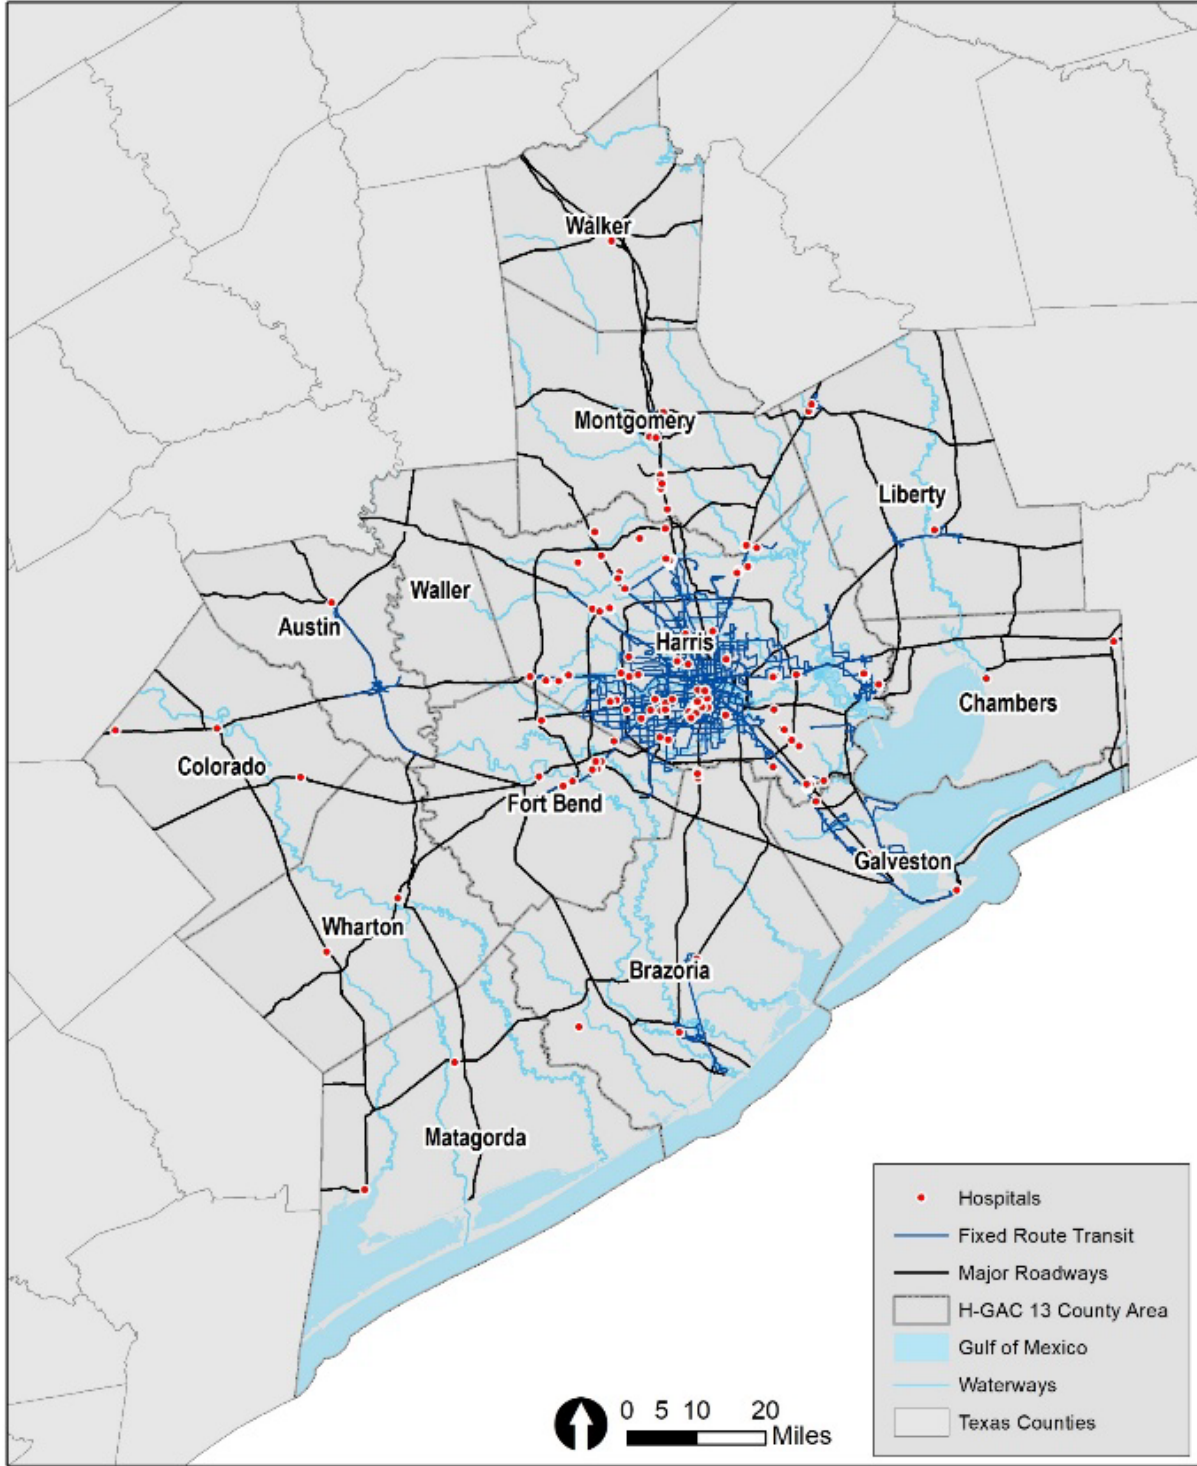 Walker
Montgomery
Liberty
Waller
Austin
Harris
Chambers
Colorado
Fort Bend
Galveston
Wharton
Brazoria
Matagorda
Hospitals
Fixed Route Transit
Major Roadways
H-GAC 13 County Area
Gulf of Mexico
Waterways
Texas Counties
0 5 10 20
Miles